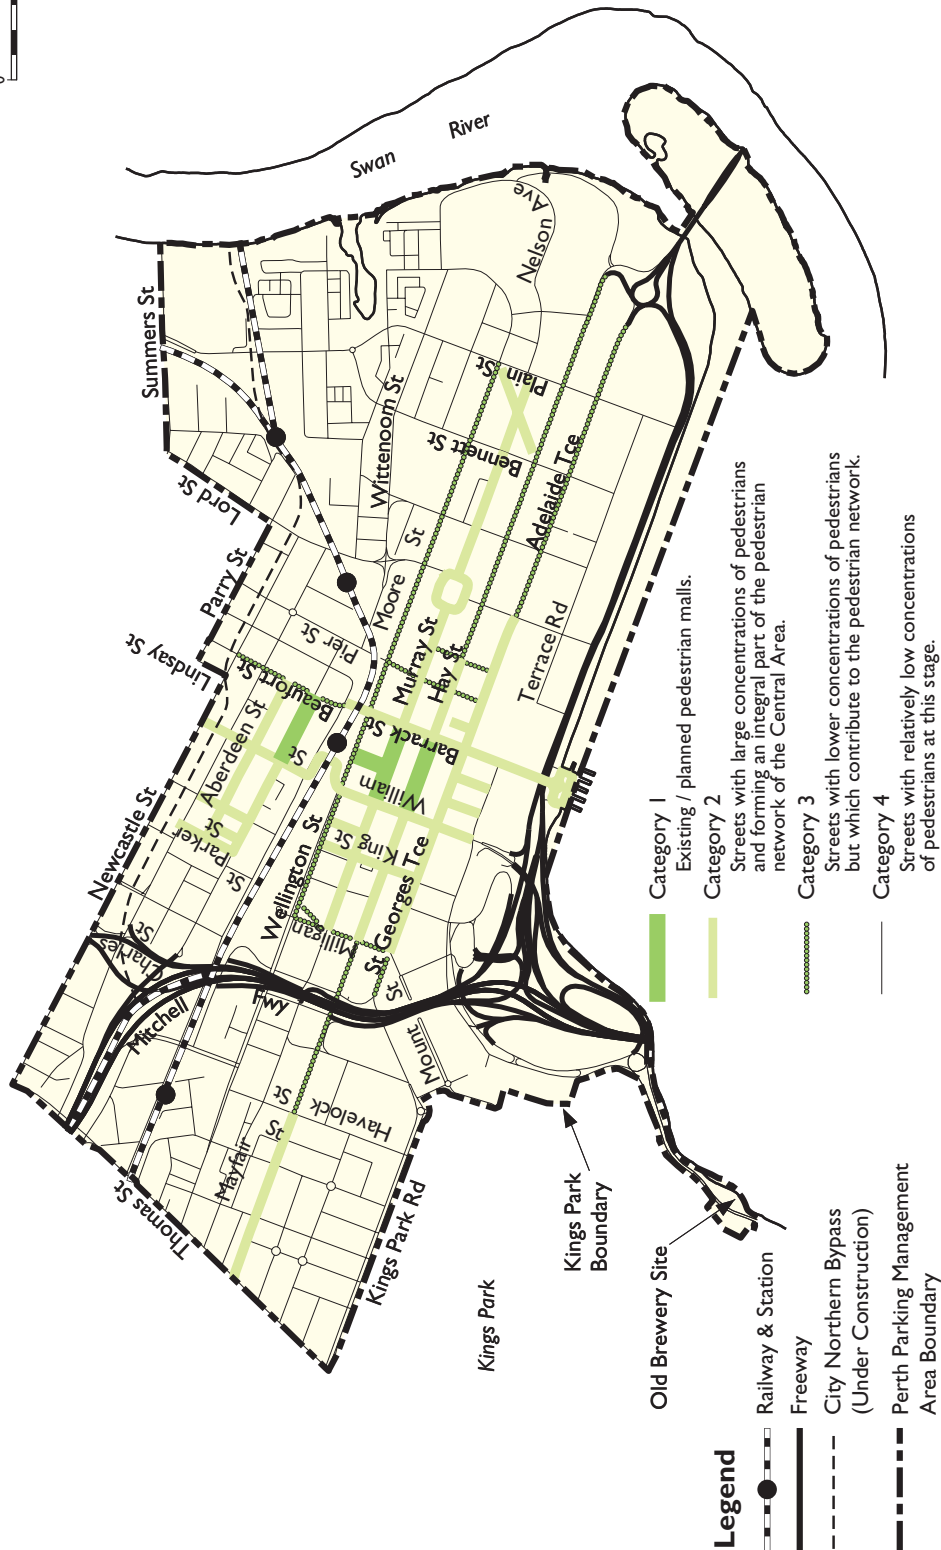 Summers St
Swan River
Lord St
Parry St
Lindsay St
Newcastle St
Wittenoom St
Nelson Ave
Plain St
Bennett St
Adelaide Tce
Moore St
Pier St
Beaufort St
Aberdeen St
Murray St
Hay St
Terrace Rd
Barrack St
William St
Parker St
King St
Wellington St
St Georges Tce
Milligan St
Charles St
Mitchell Fwy
Mount St
Havelock St
Mayfair St
Thomas St
Kings Park Rd
Kings Park
Kings Park
Boundary
Old Brewery Site
Legend
Railway & Station
Freeway
City Northern Bypass
(Under Construction)
Perth Parking Management
Area Boundary
Category 1
Existing / planned pedestrian malls.
Category 2
Streets with large concentrations of pedestrians
and forming an integral part of the pedestrian
network of the Central Area.
Category 3
Streets with lower concentrations of pedestrians
but which contribute to the pedestrian network.
Category 4
Streets with relatively low concentrations
of pedestrians at this stage.